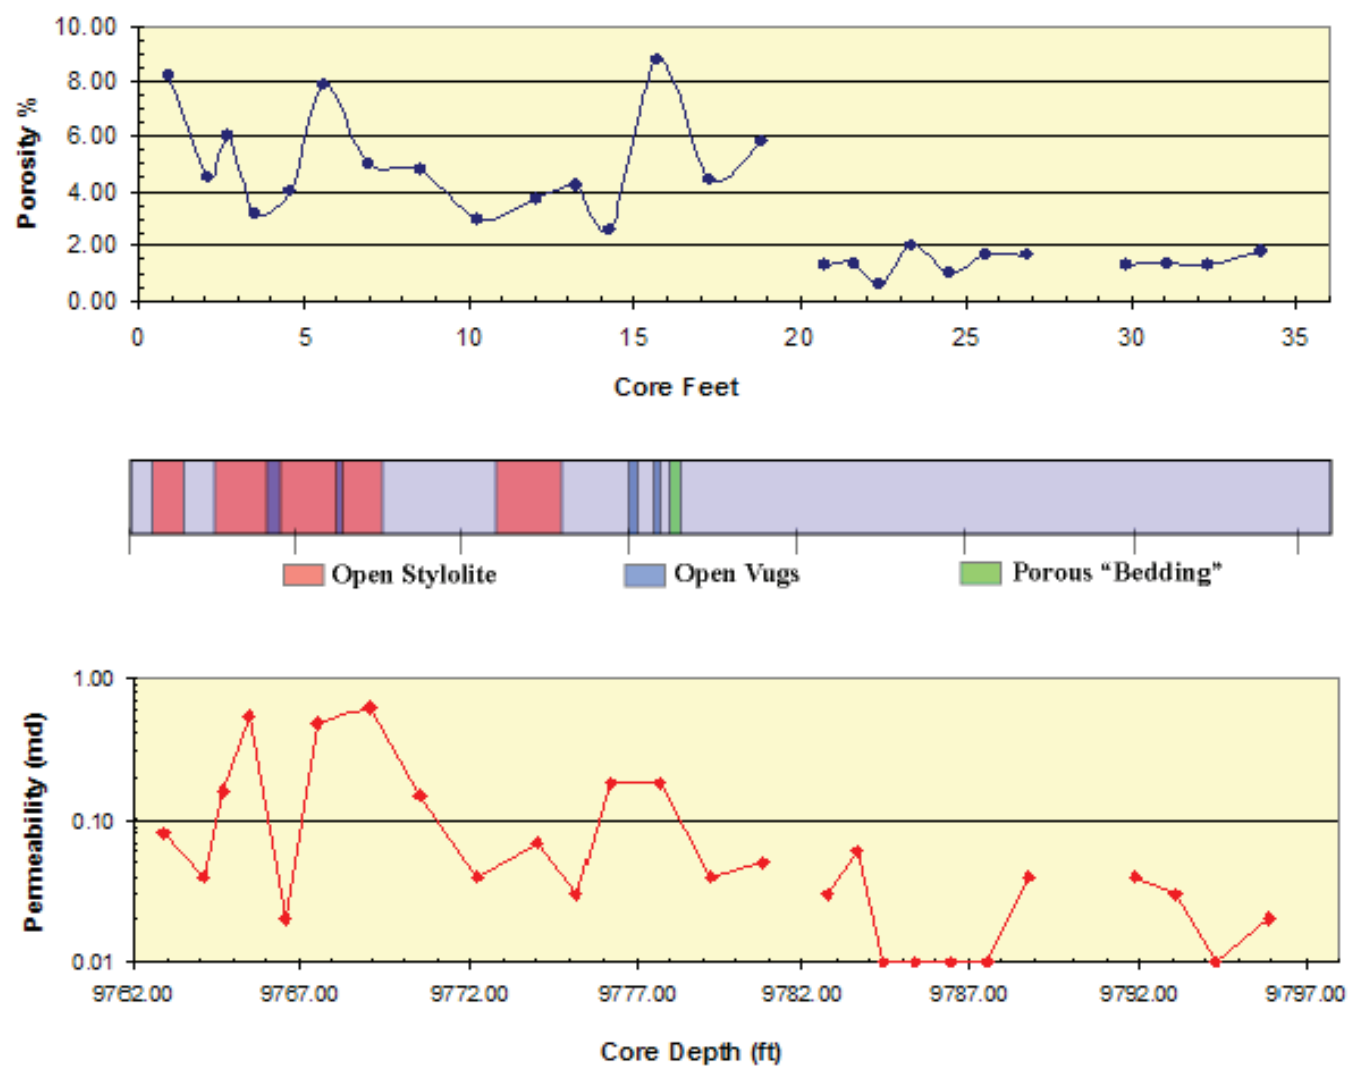 10.00
8.00
6.00
4.00
2.00
0.00
Porosity %
0 5 10 15 20 25 30 35
Core Feet
Open Stylolite Open Vugs Porous “Bedding”
1.00
0.10
0.01
Permeability (md)
9762.00 9767.00 9772.00 9777.00 9782.00 9787.00 9792.00 9797.00
Core Depth (ft)